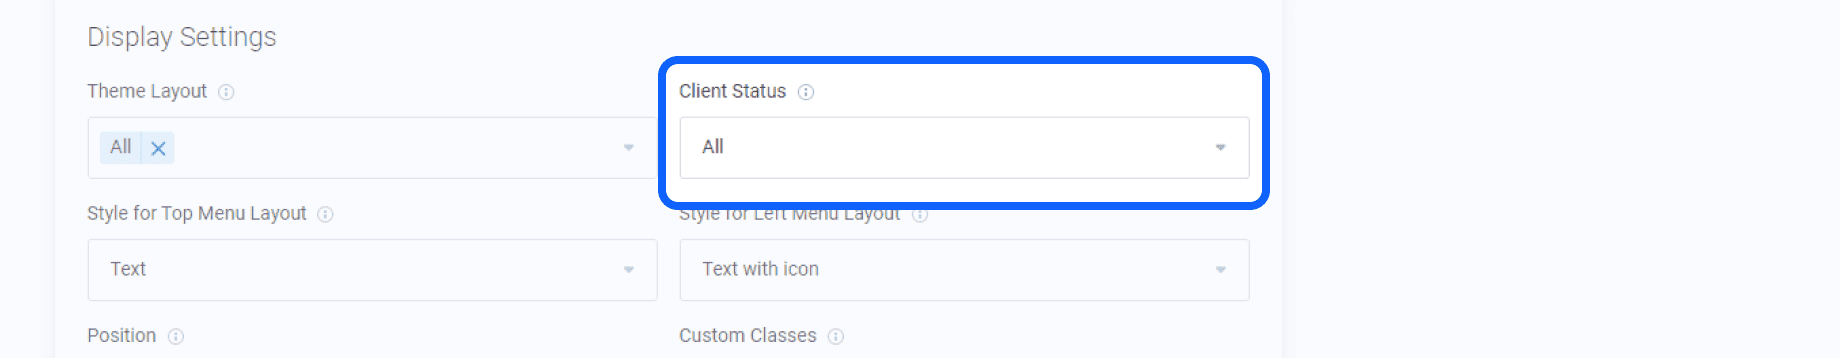 Display Settings
Theme Layout
Client Status
All
All
Style for Top Menu Layout
Style for Left Menu Layout
Text
Text with icon
Position
Custom Classes